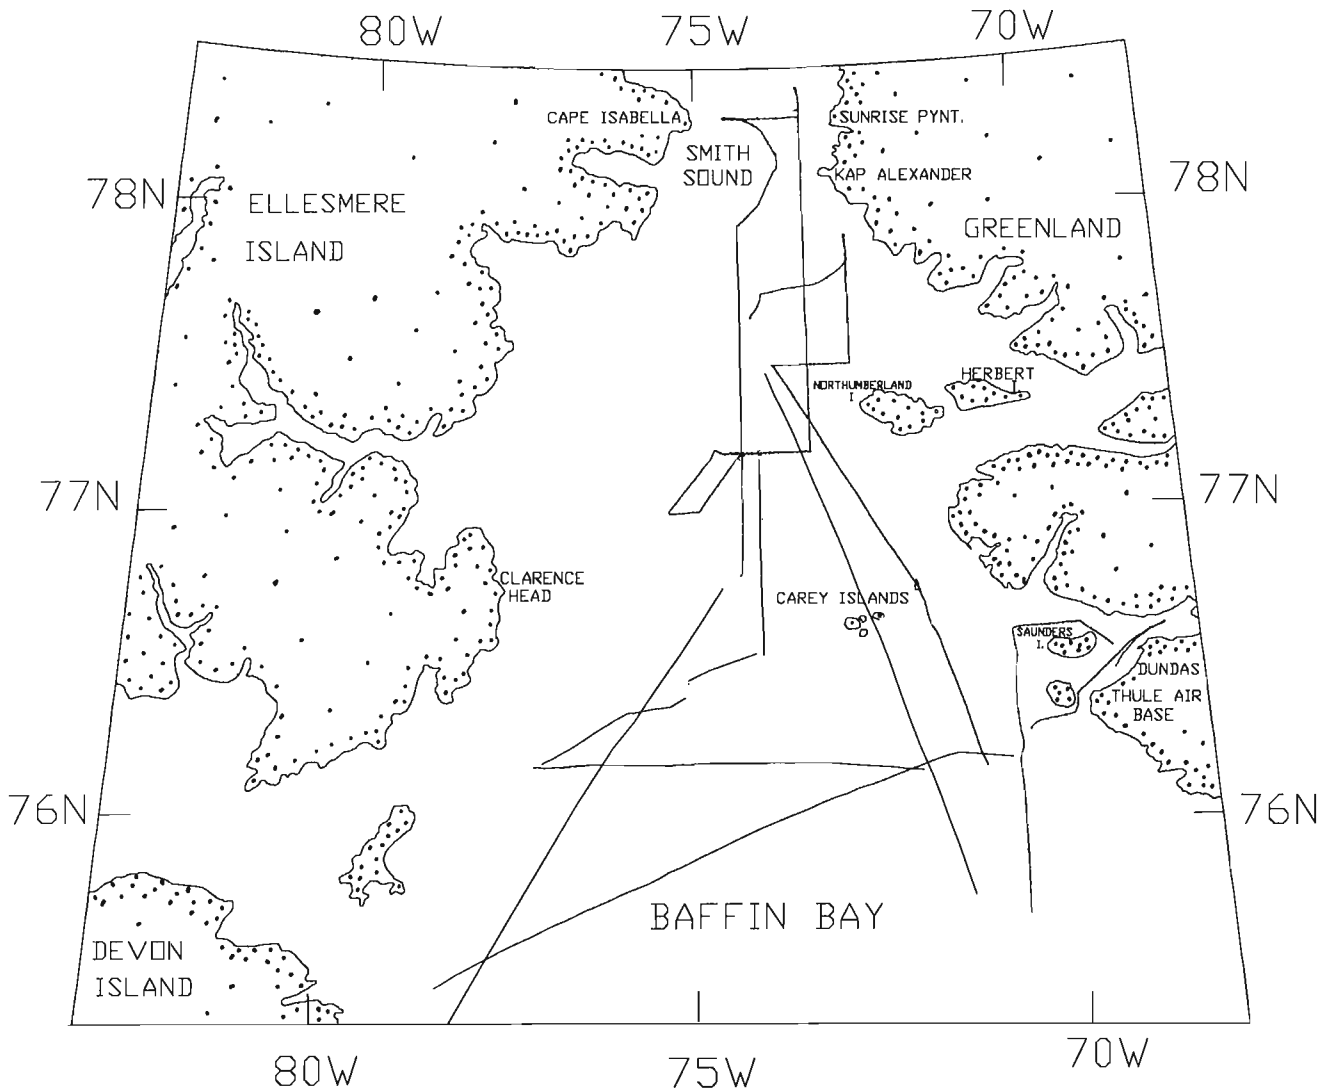 80W
75W
70W
CAPE ISABELLA
SUNRISE PYNT.
SMITH
SOUND
KAP ALEXANDER
78N
78N
ELLESMERE
ISLAND
GREENLAND
NORTHUMBERLAND
I
HERBERT
I
77N
77N
CLARENCE
HEAD
CAREY ISLANDS
SAUNDERS
I.
DUNDAS
THULE AIR
BASE
76N
76N
BAFFIN BAY
DEVON
ISLAND
80W
75W
70W